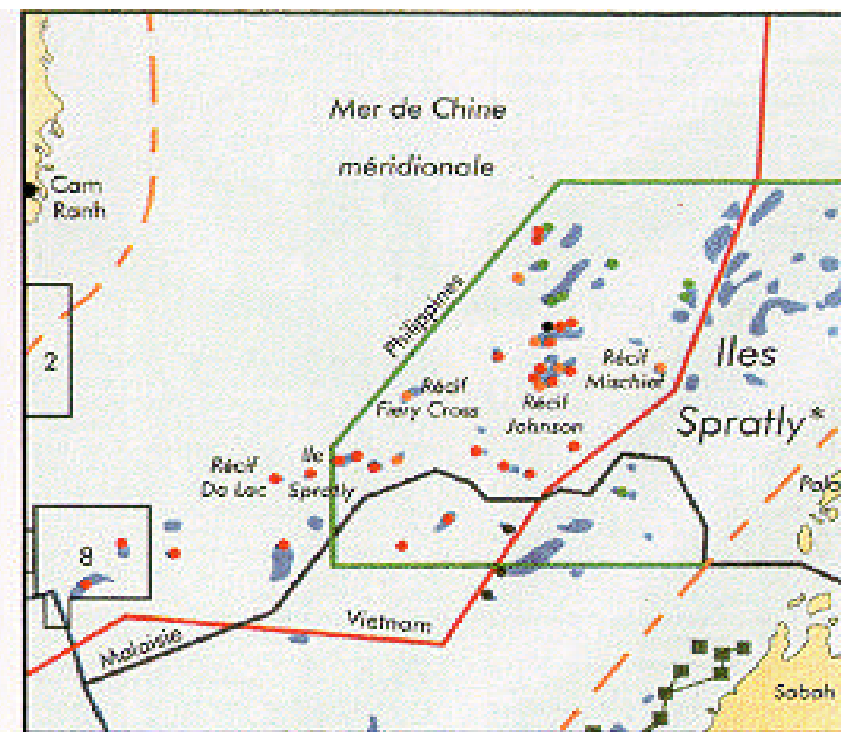 Mer de Chine
méridionale
Cam
Ranh
Philippines
2
Iles
Spratly*
Récif
Mischief
Récif
Fiery Cross
Récif
Johnson
Ile
Spratly
Récif
Da Lac
8
Vietnam
Malaisie
Sabah